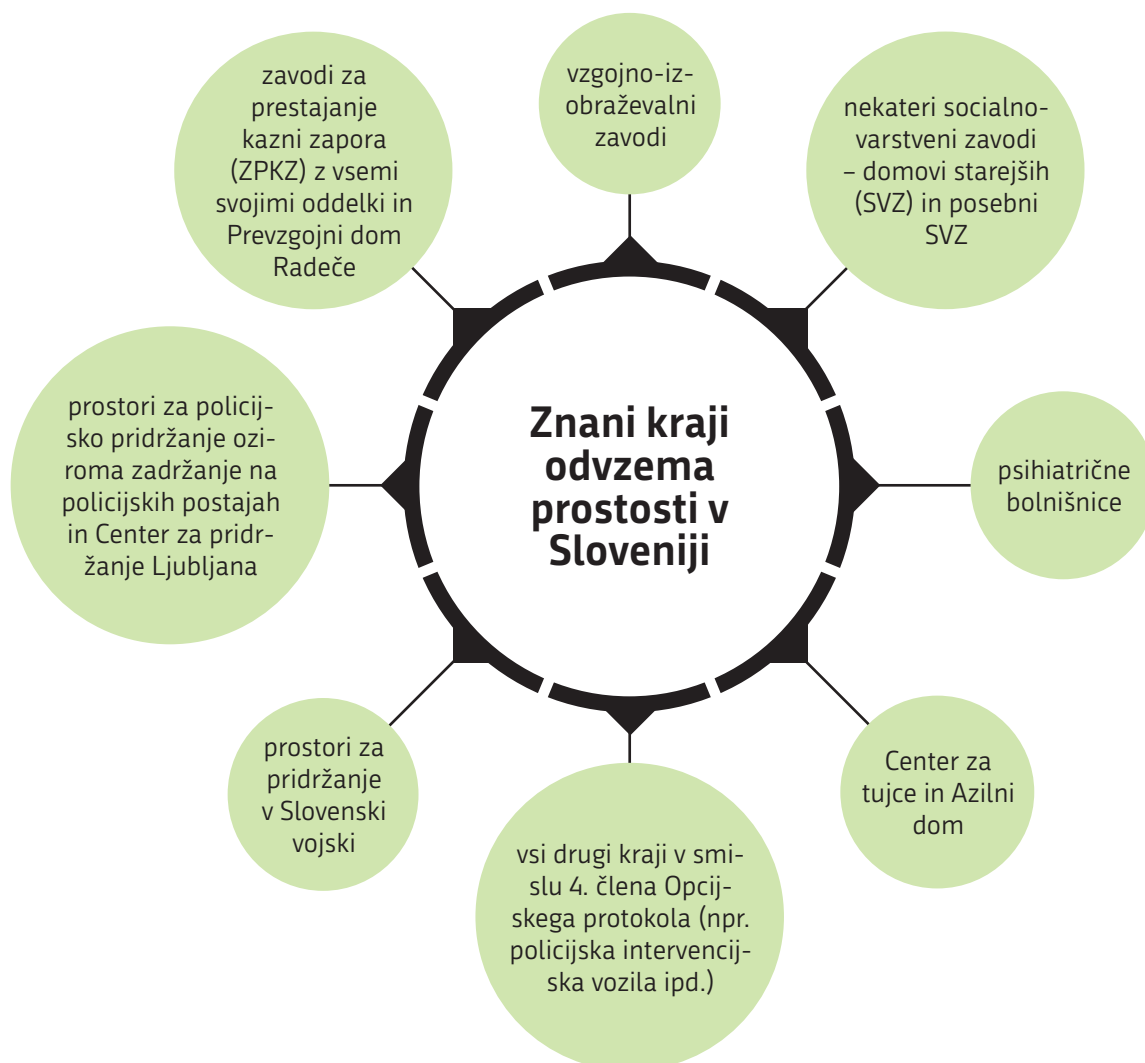 zavodi za
prestajanje
kazni zapora
(ZPKZ) z vsemi
svojimi oddelki in
Prevzgojni dom
Radeče
vzgojno-iz-
obraževalni
zavodi
nekateri socialno-
varstveni zavodi
– domovi starejših
(SVZ) in posebni
SVZ
prostori za policij-
sko pridržanje ozi-
roma zadržanje na
policijskih postajah
in Center za pridr-
žanje Ljubljana
Znani kraji
odvzema
prostosti v
Sloveniji
psihiatrične
bolnišnice
prostori za
pridržanje
v Slovenski
vojski
vsi drugi kraji v smi-
slu 4. člena Opcij-
skega protokola (npr.
policijska intervencij-
ska vozila ipd.)
Center za
tujce in Azilni
dom